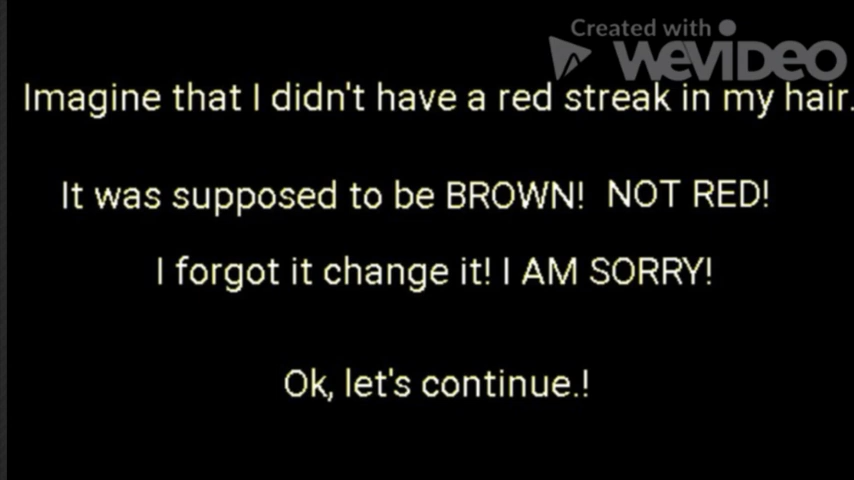 Created with
WEVIDEO
Imagine that I didn't have a red streak in my hair.
It was supposed to be BROWN! NOT RED!
I forgot it change it! I AM SORRY!
Ok, let's continue.!